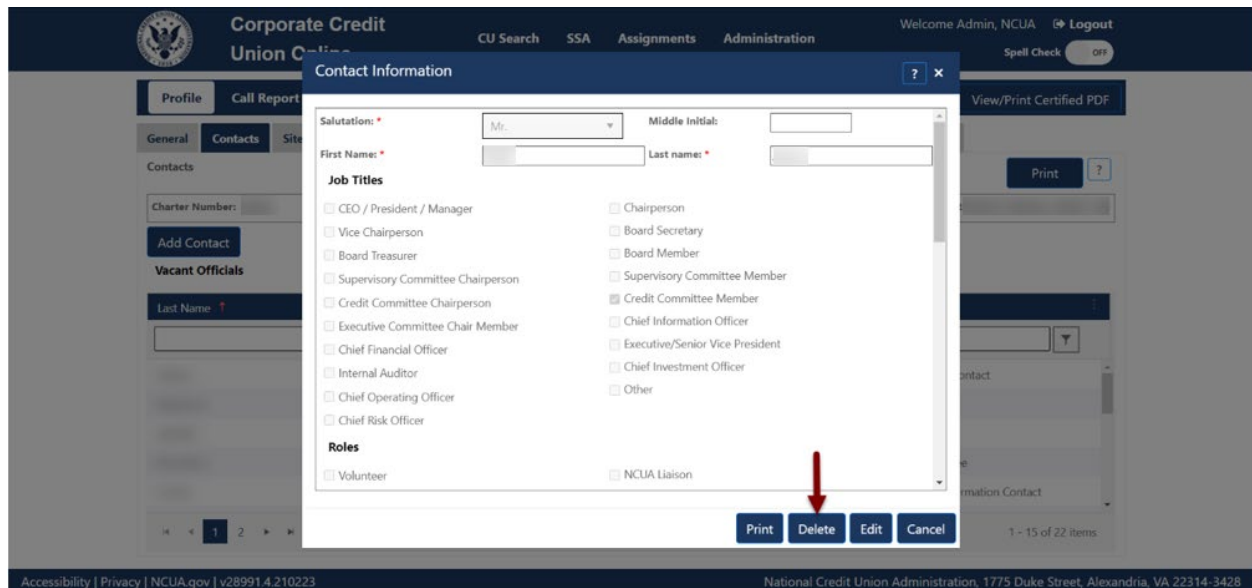 Corporate Credit
Union Online
CU Search SSA Assignments Administration
Welcome Admin, NCUA Logout
Spell Check OFF
Contact Information ? ×
Profile Call Report
View/Print Certified PDF
General Contacts Site
Contacts
Print ?
Charter Number:
Add Contact
Vacant Officials
Last Name ↑
Salutation: * Mr. Middle Initial:
First Name: * Last name: *
Job Titles
CEO / President / Manager Chairperson
Vice Chairperson Board Secretary
Board Treasurer Board Member
Supervisory Committee Chairperson Supervisory Committee Member
Credit Committee Chairperson Credit Committee Member
Executive Committee Chair Member Chief Information Officer
Chief Financial Officer Executive/Senior Vice President
Internal Auditor Chief Investment Officer
Chief Operating Officer Other
Chief Risk Officer
Roles
Volunteer NCUA Liaison
ontact
ee
rmation Contact
Print Delete Edit Cancel
1 2
1 - 15 of 22 items
Accessibility | Privacy | NCUA.gov | v28991.4.210223
National Credit Union Administration, 1775 Duke Street, Alexandria, VA 22314-3428